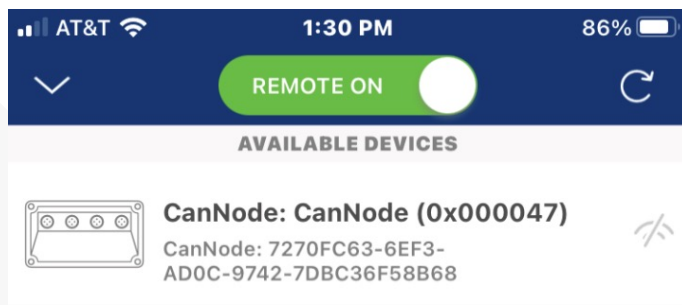 AT&T 1:30 PM 86%
REMOTE ON
AVAILABLE DEVICES
CanNode: CanNode (0x000047)
CanNode: 7270FC63-6EF3-
AD0C-9742-7DBC36F58B68